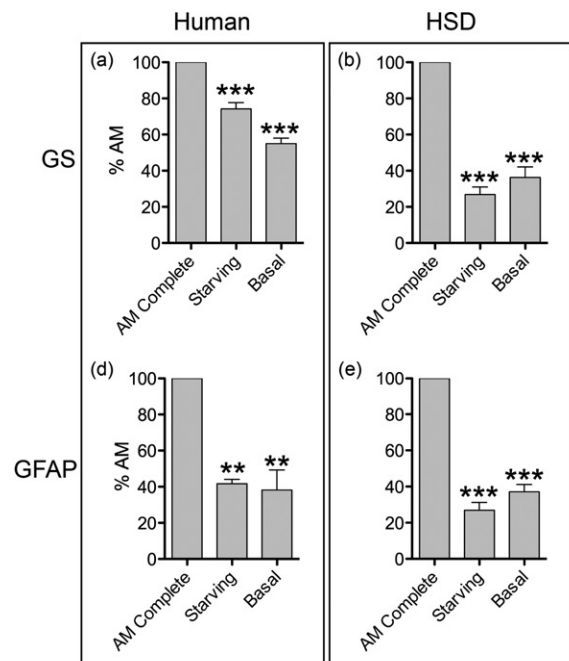 Human HSD
GS
(a)
% AM
100
80
60
40
20
0
***
***
AM Complete
Starving
Basal
(b)
100
80
60
40
20
0
***
***
AM Complete
Starving
Basal
GFAP
(d)
% AM
100
80
60
40
20
0
**
**
AM Complete
Starving
Basal
(e)
100
80
60
40
20
0
***
***
AM Complete
Starving
Basal